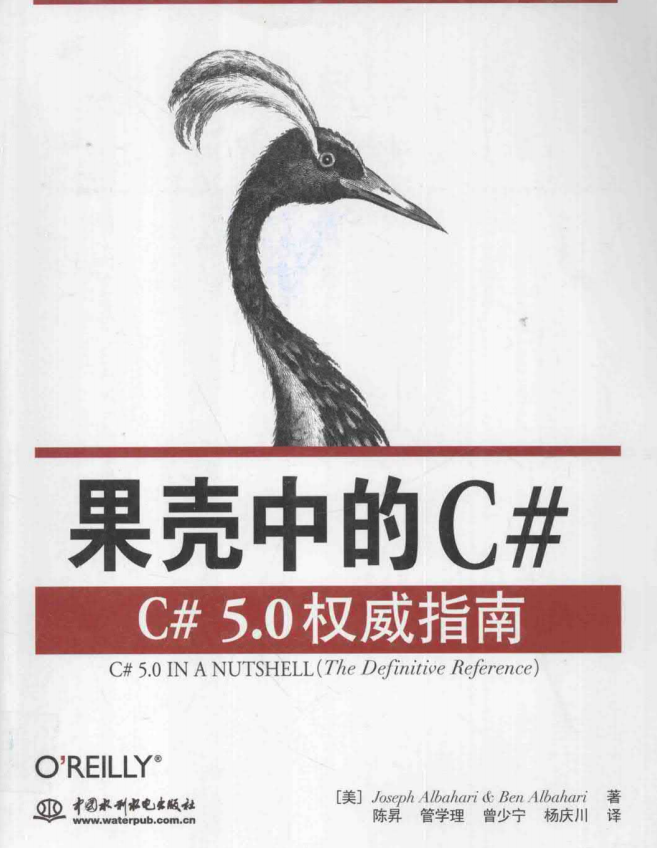 果壳中的C#
C# 5.0权威指南
C# 5.0 IN A NUTSHELL(The Definitive Reference)
O'REILLY®
中国水利水电出版社
www.waterpub.com.cn
[美] Joseph Albahari & Ben Albahari 著
陈昇 管学理 曾少宁 杨庆川 译